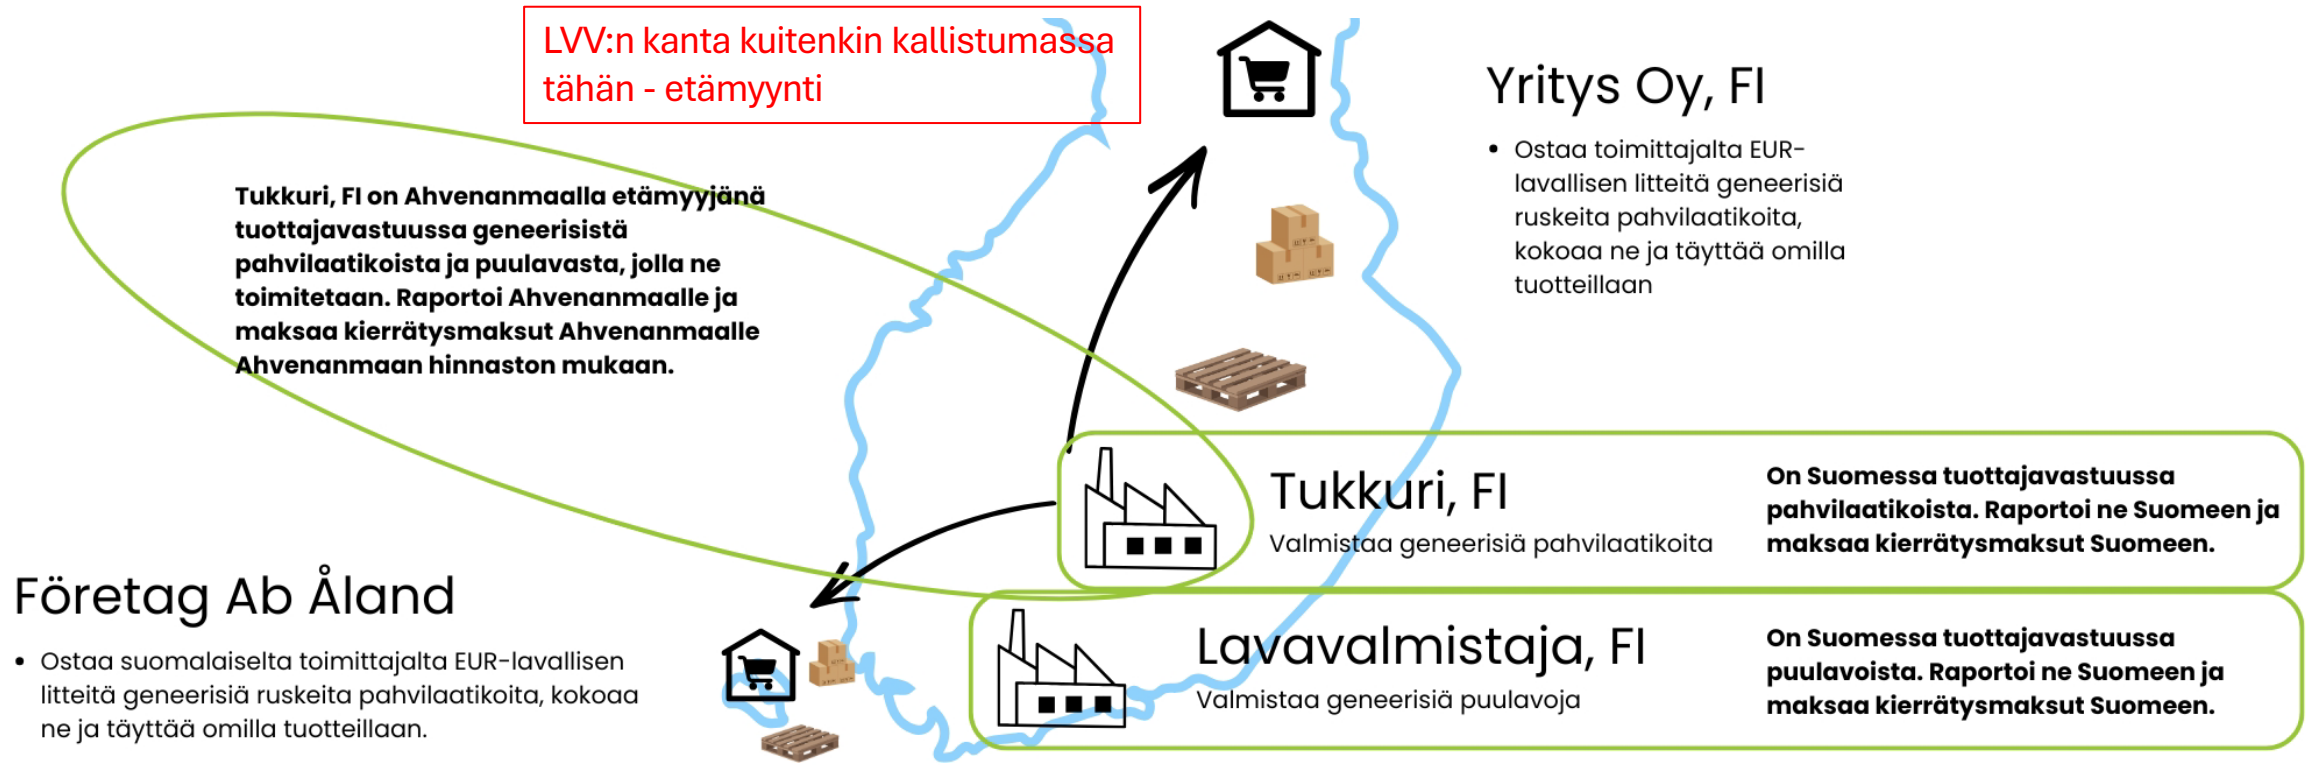 LVV:n kanta kuitenkin kallistumassa
tähän - etämyynti
Yritys Oy, FI
• Ostaa toimittajalta EUR-
lavallisen litteitä geneerisiä
ruskeita pahvilaatikoita,
kokoaa ne ja täyttää omilla
tuotteillaan
Tukkuri, FI on Ahvenanmaalla etämyyjänä
tuottajavastuussa geneerisistä
pahvilaatikoista ja puulavasta, jolla ne
toimitetaan. Raportoi Ahvenanmaalle ja
maksaa kierrätysmaksut Ahvenanmaalle
Ahvenanmaan hinnaston mukaan.
Tukkuri, FI
Valmistaa geneerisiä pahvilaatikoita
On Suomessa tuottajavastuussa
pahvilaatikoista. Raportoi ne Suomeen ja
maksaa kierrätysmaksut Suomeen.
Företag Ab Åland
• Ostaa suomalaiselta toimittajalta EUR-lavallisen
litteitä geneerisiä ruskeita pahvilaatikoita, kokoaa
ne ja täyttää omilla tuotteillaan.
Lavavalmistaja, FI
Valmistaa geneerisiä puulavoja
On Suomessa tuottajavastuussa
puulavoista. Raportoi ne Suomeen ja
maksaa kierrätysmaksut Suomeen.